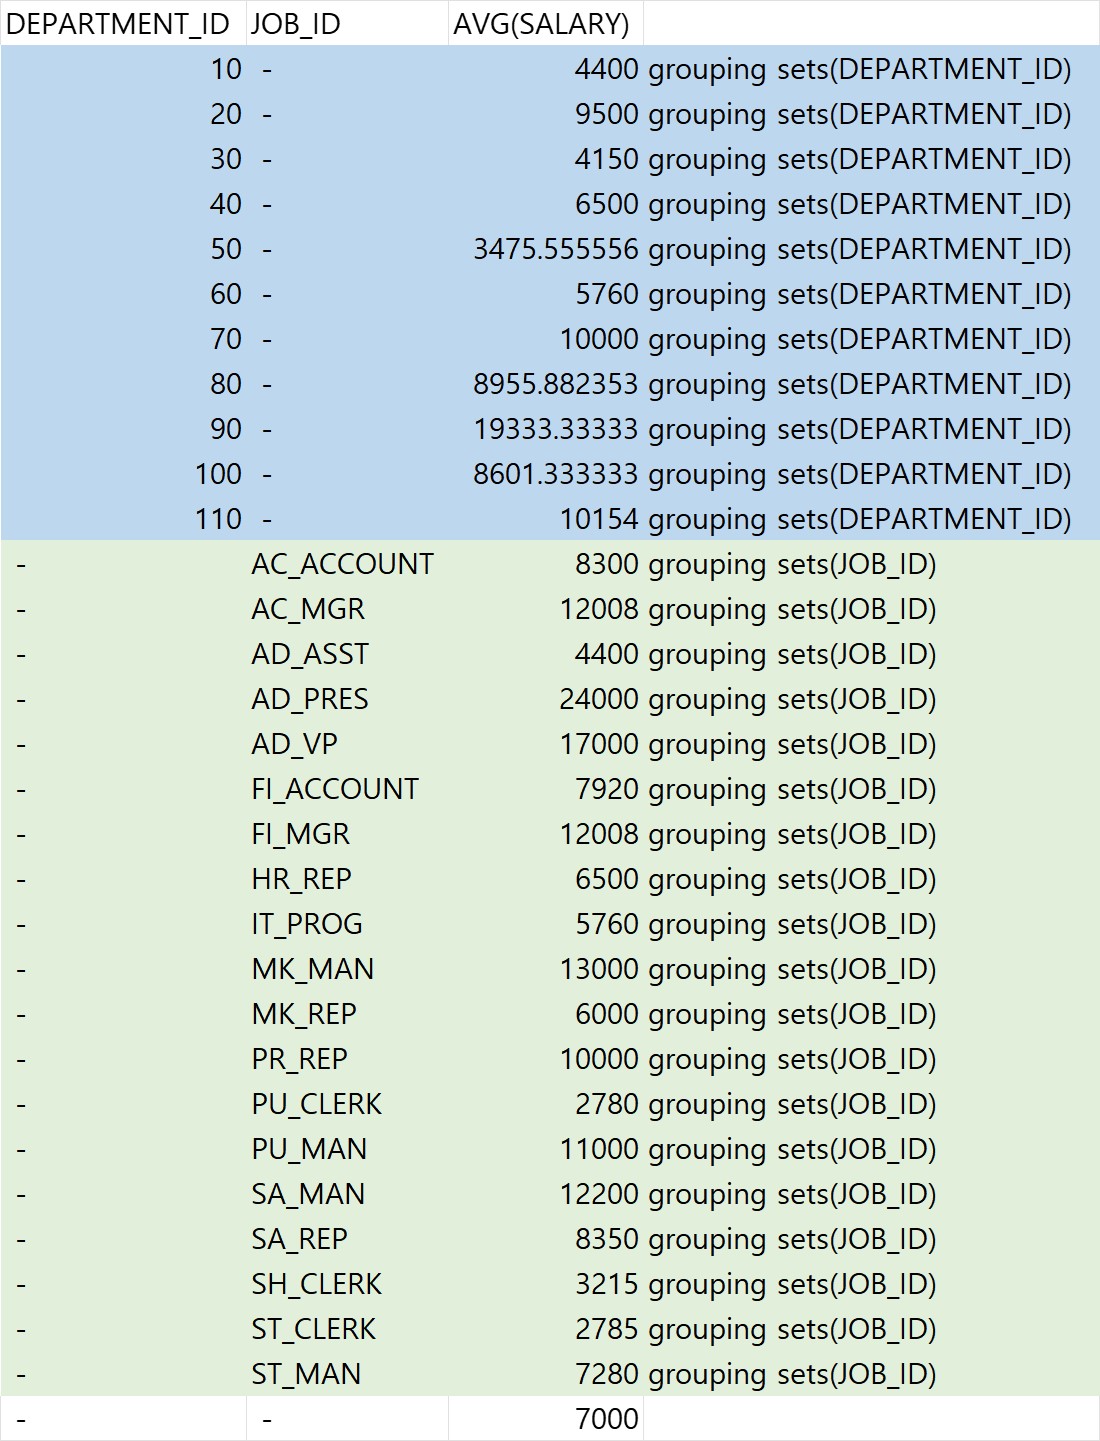 DEPARTMENT_ID JOB_ID AVG(SALARY)
10 - 4400 grouping sets(DEPARTMENT_ID)
20 - 9500 grouping sets(DEPARTMENT_ID)
30 - 4150 grouping sets(DEPARTMENT_ID)
40 - 6500 grouping sets(DEPARTMENT_ID)
50 - 3475.555556 grouping sets(DEPARTMENT_ID)
60 - 5760 grouping sets(DEPARTMENT_ID)
70 - 10000 grouping sets(DEPARTMENT_ID)
80 - 8955.882353 grouping sets(DEPARTMENT_ID)
90 - 19333.33333 grouping sets(DEPARTMENT_ID)
100 - 8601.333333 grouping sets(DEPARTMENT_ID)
110 - 10154 grouping sets(DEPARTMENT_ID)
- AC_ACCOUNT 8300 grouping sets(JOB_ID)
- AC_MGR 12008 grouping sets(JOB_ID)
- AD_ASST 4400 grouping sets(JOB_ID)
- AD_PRES 24000 grouping sets(JOB_ID)
- AD_VP 17000 grouping sets(JOB_ID)
- FI_ACCOUNT 7920 grouping sets(JOB_ID)
- FI_MGR 12008 grouping sets(JOB_ID)
- HR_REP 6500 grouping sets(JOB_ID)
- IT_PROG 5760 grouping sets(JOB_ID)
- MK_MAN 13000 grouping sets(JOB_ID)
- MK_REP 6000 grouping sets(JOB_ID)
- PR_REP 10000 grouping sets(JOB_ID)
- PU_CLERK 2780 grouping sets(JOB_ID)
- PU_MAN 11000 grouping sets(JOB_ID)
- SA_MAN 12200 grouping sets(JOB_ID)
- SA_REP 8350 grouping sets(JOB_ID)
- SH_CLERK 3215 grouping sets(JOB_ID)
- ST_CLERK 2785 grouping sets(JOB_ID)
- ST_MAN 7280 grouping sets(JOB_ID)
- - 7000